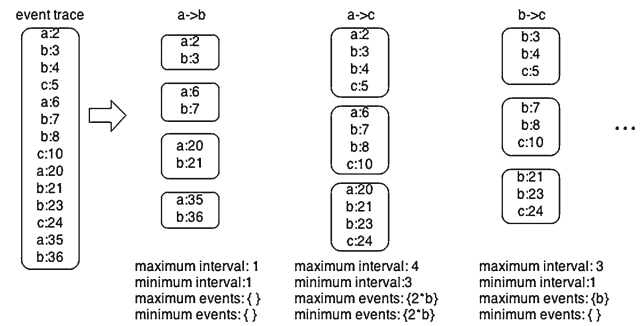 event trace
a:2
b:3
b:4
c:5
a:6
b:7
b:8
c:10
a:20
b:21
b:23
c:24
a:35
b:36
a->b
a:2
b:3
a:6
b:7
a:20
b:21
a:35
b:36
maximum interval: 1
minimum interval:1
maximum events: { }
minimum events: { }
a->c
a:2
b:3
b:4
c:5
a:6
b:7
b:8
c:10
a:20
b:21
b:23
c:24
maximum interval: 4
minimum interval:3
maximum events: {2*b}
minimum events: {2*b}
b->c
b:3
b:4
c:5
b:7
b:8
c:10
b:21
b:23
c:24
maximum interval: 3
minimum interval:1
maximum events: {b}
minimum events: { }
...